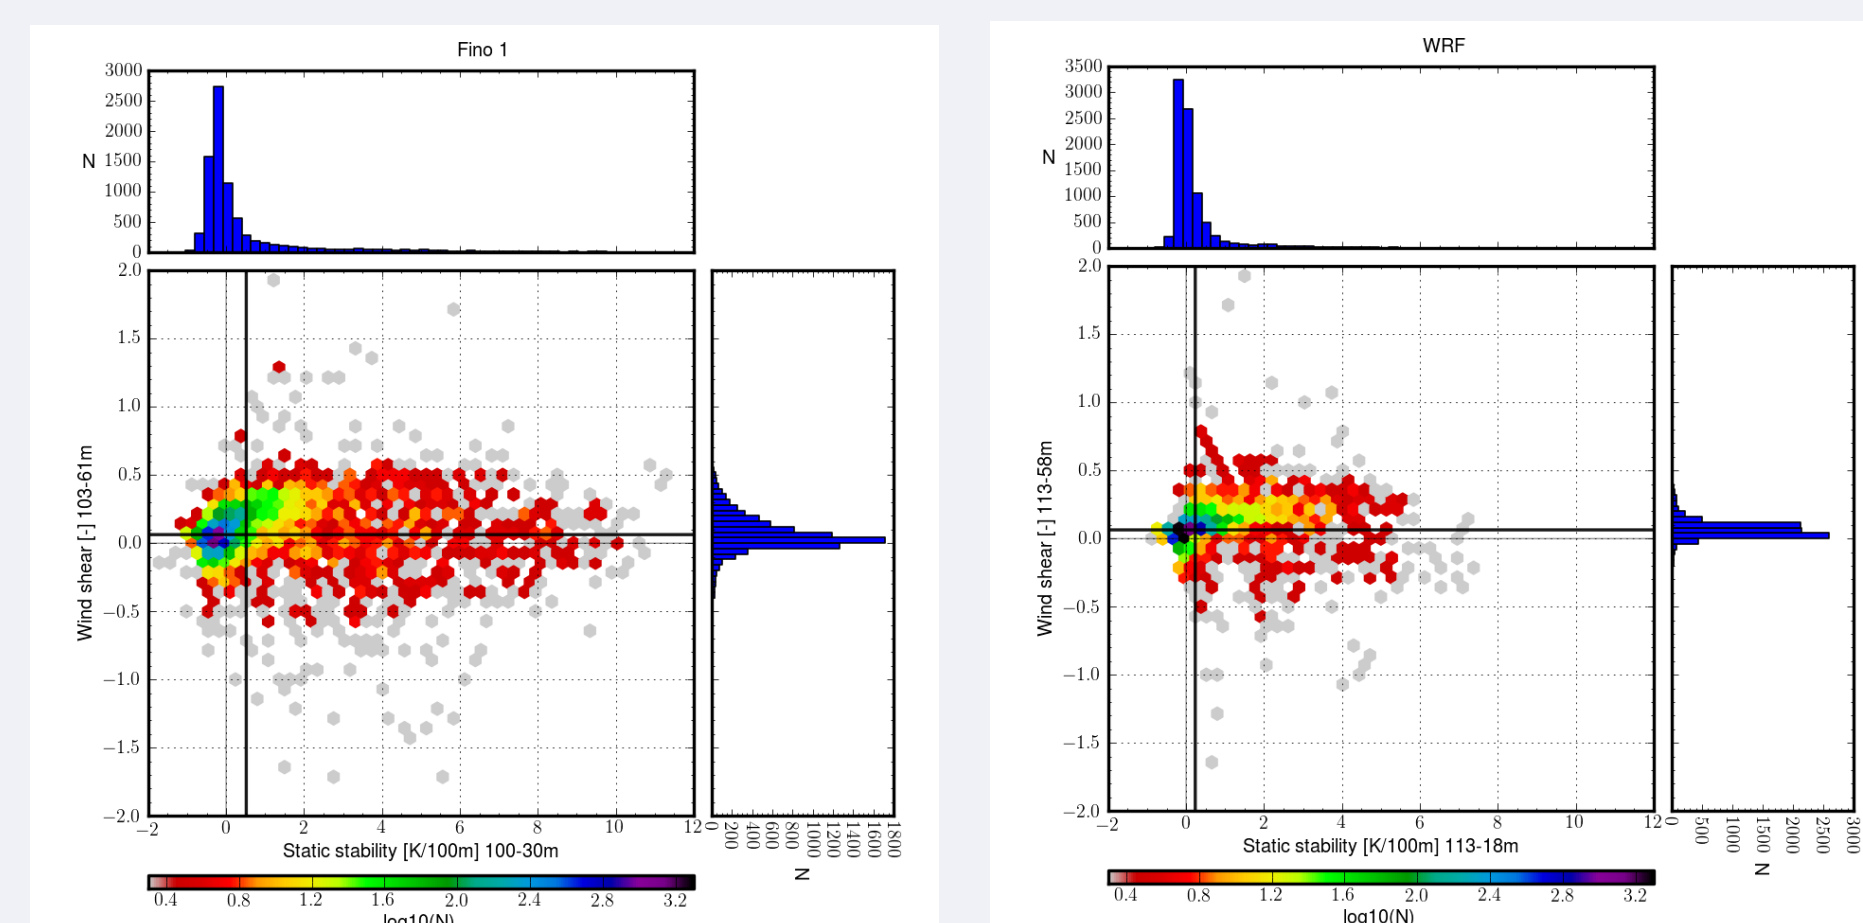 Fino 1
3000
2500
2000
1500
1000
500
0
N
2.0
1.5
1.0
0.5
0.0
−0.5
−1.0
−1.5
−2.0
Wind shear [-] 103-61m
−2 0 2 4 6 8 10 12
Static stability [K/100m] 100-30m
0 200 400 600 800 1000 1200 1400 1600 1800
N
0.4 0.8 1.2 1.6 2.0 2.4 2.8 3.2
log10(N)
WRF
3500
3000
2500
2000
1500
1000
500
0
N
2.0
1.5
1.0
0.5
0.0
−0.5
−1.0
−1.5
−2.0
Wind shear [-] 113-58m
−2 0 2 4 6 8 10 12
Static stability [K/100m] 113-18m
0 500 1000 1500 2000 2500 3000
N
0.4 0.8 1.2 1.6 2.0 2.4 2.8 3.2
log10(N)